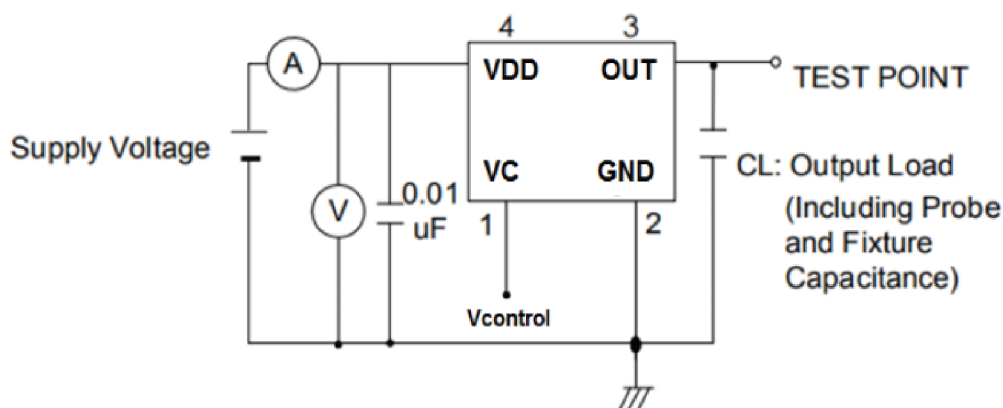 4 3
A
VDD OUT
TEST POINT
Supply Voltage
VC GND
CL: Output Load
(Including Probe
and Fixture
Capacitance)
V
0.01
uF
1 2
Vcontrol